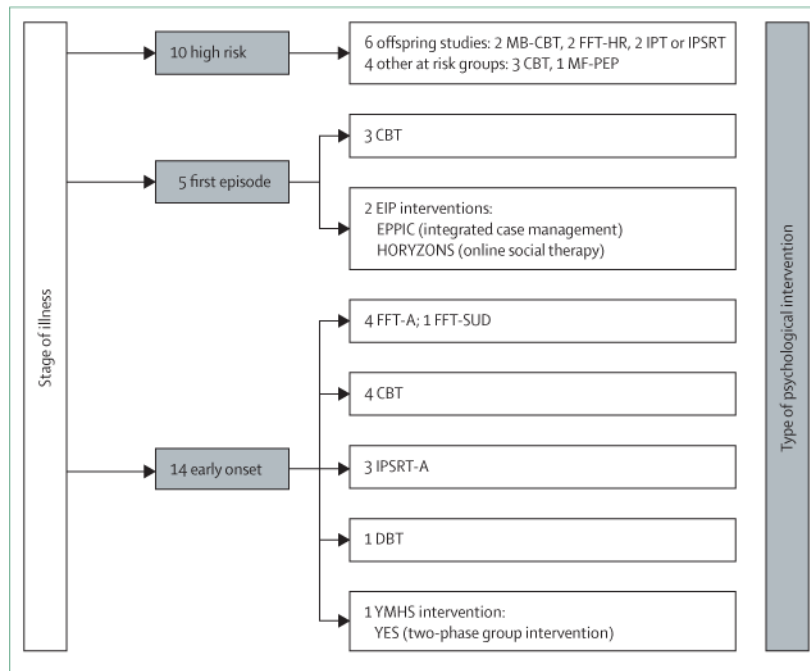 Stage of illness
10 high risk
6 offspring studies: 2 MB-CBT, 2 FFT-HR, 2 IPT or IPSRT
4 other at risk groups: 3 CBT, 1 MF-PEP
5 first episode
3 CBT
2 EIP interventions:
EPPIC (integrated case management)
HORYZONS (online social therapy)
14 early onset
4 FFT-A; 1 FFT-SUD
4 CBT
3 IPSRT-A
1 DBT
1 YMHS intervention:
YES (two-phase group intervention)
Type of psychological intervention